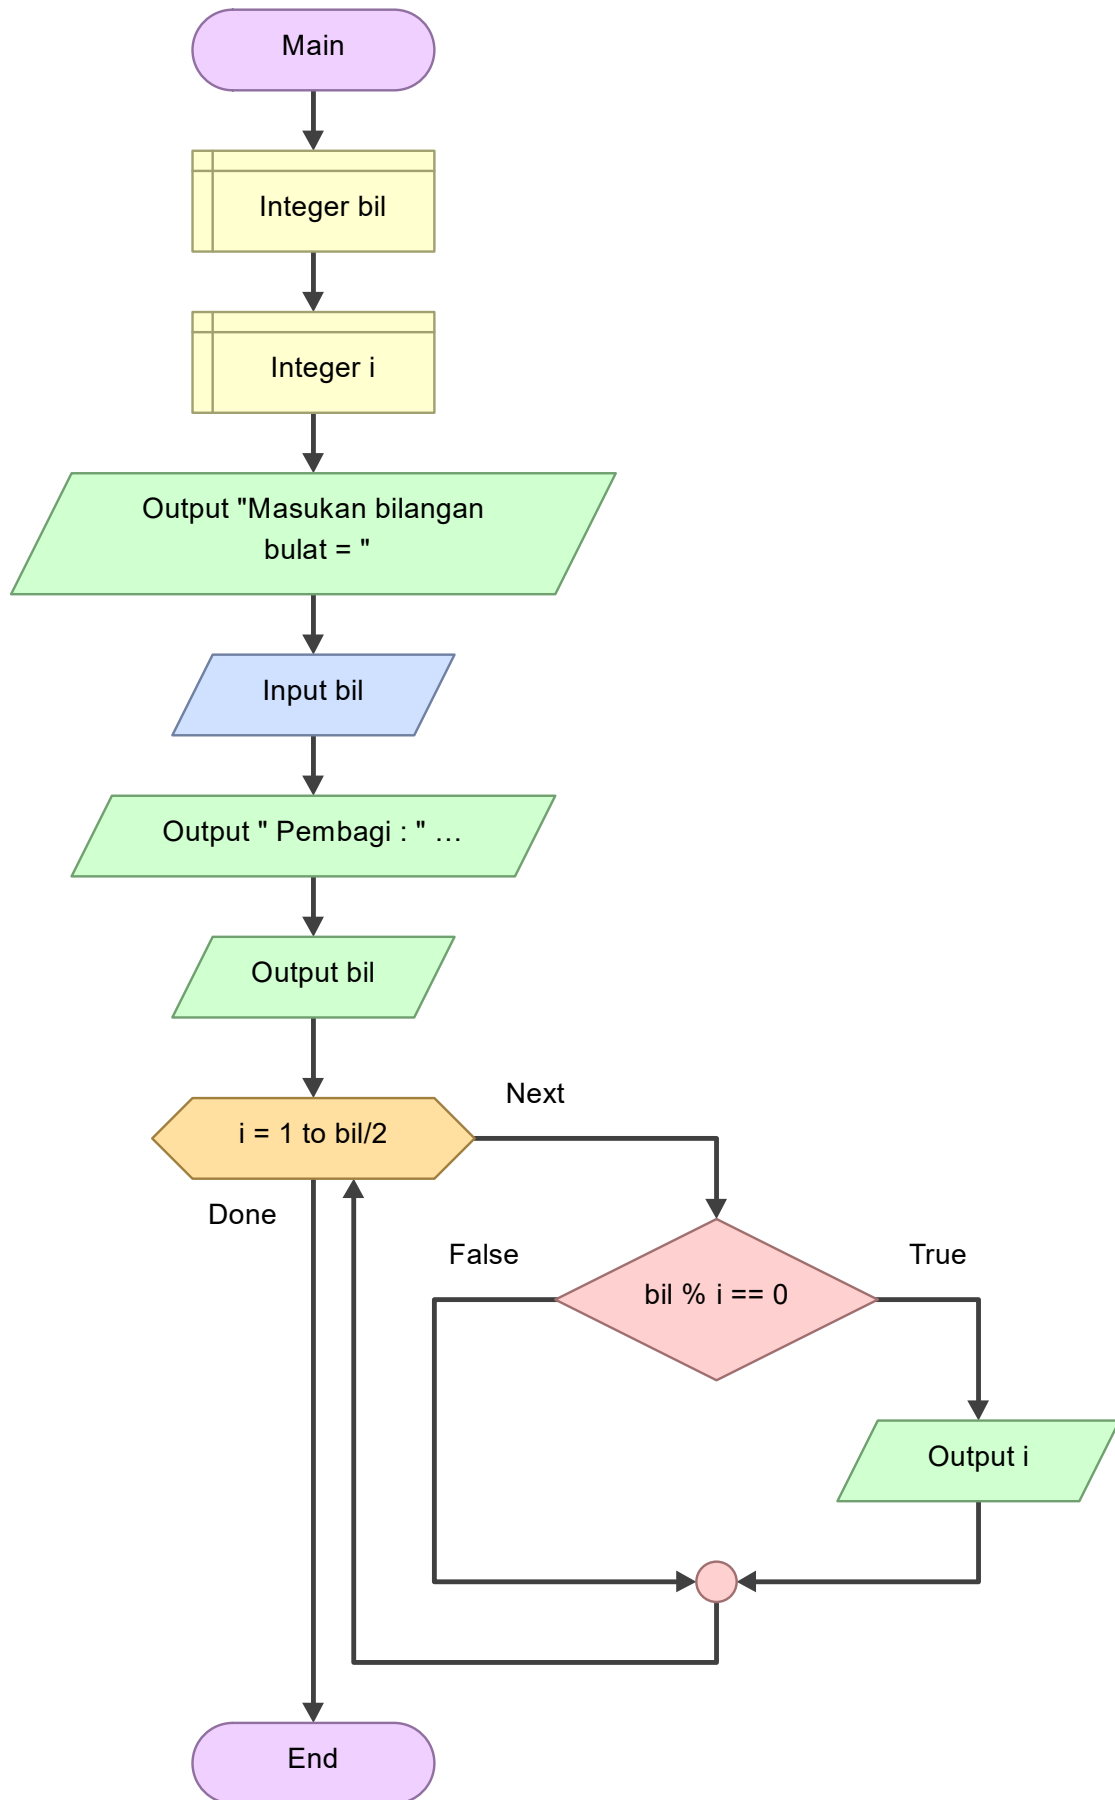 Main
Integer bil
Integer i
Output "Masukan bilangan
bulat = "
Input bil
Output " Pembagi : " …
Output bil
Next
i = 1 to bil/2
Done
False
True
bil % i == 0
Output i
End